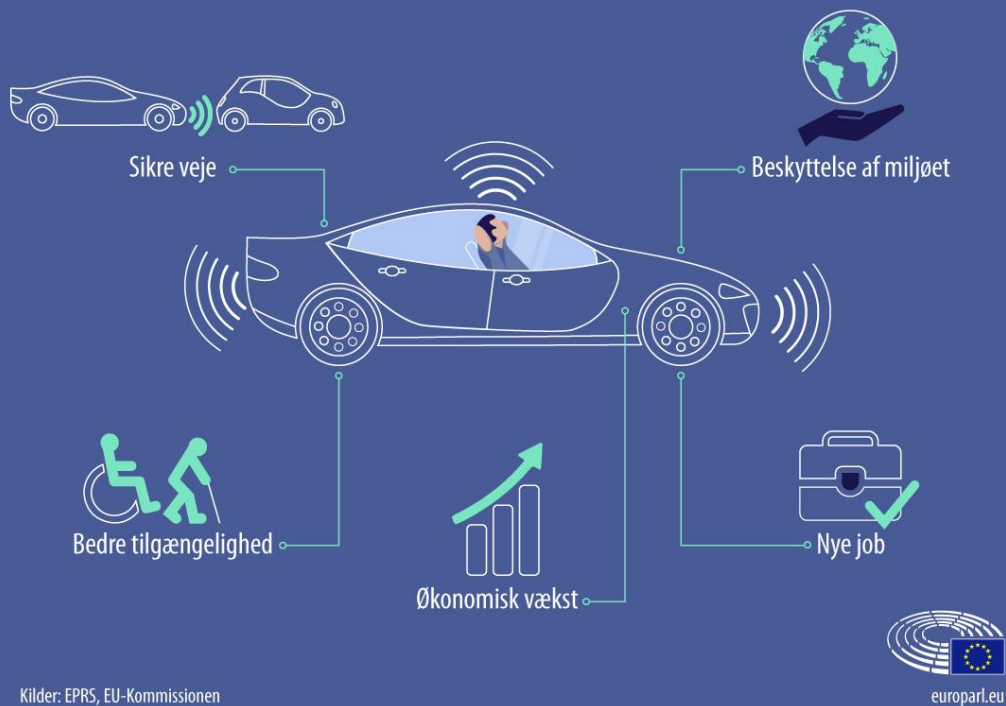 Sikre veje
Beskyttelse af miljøet
Bedre tilgængelighed
Økonomisk vækst
Nye job
Kilder: EPRS, EU-Kommissionen
europarl.eu